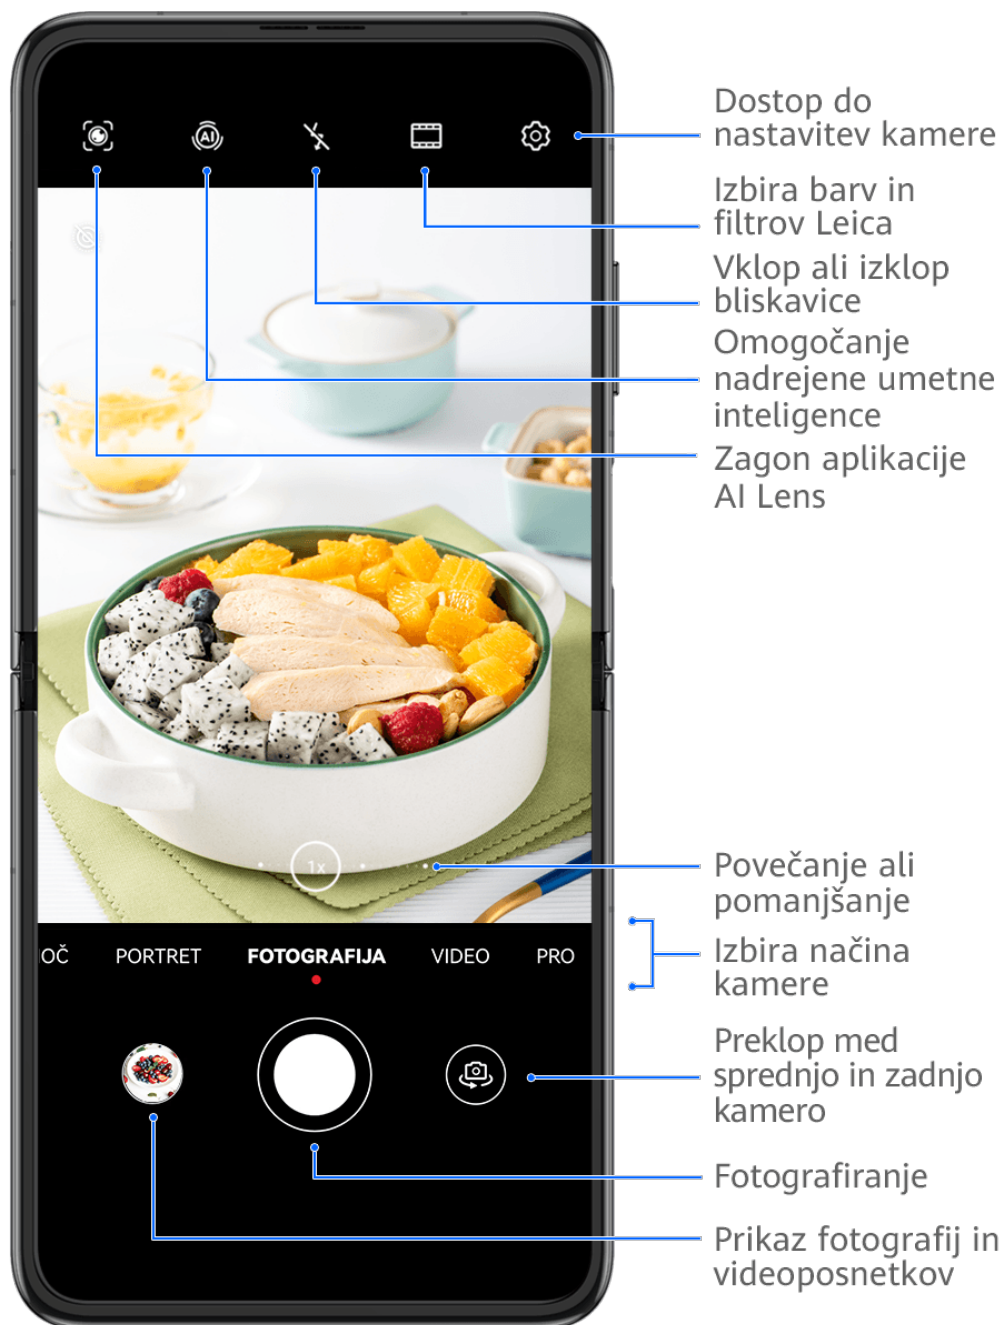 Dostop do
nastavitev kamere
Izbira barv in
filtrov Leica
Vklop ali izklop
bliskavice
Omogočanje
nadrejene umetne
inteligence
Zagon aplikacije
AI Lens
AI
1x
Povečanje ali
pomanjšanje
OČ PORTRET FOTOGRAFIJA VIDEO PRO
Izbira načina
kamere
Preklop med
sprednjo in zadnjo
kamero
Fotografiranje
Prikaz fotografij in
videoposnetkov